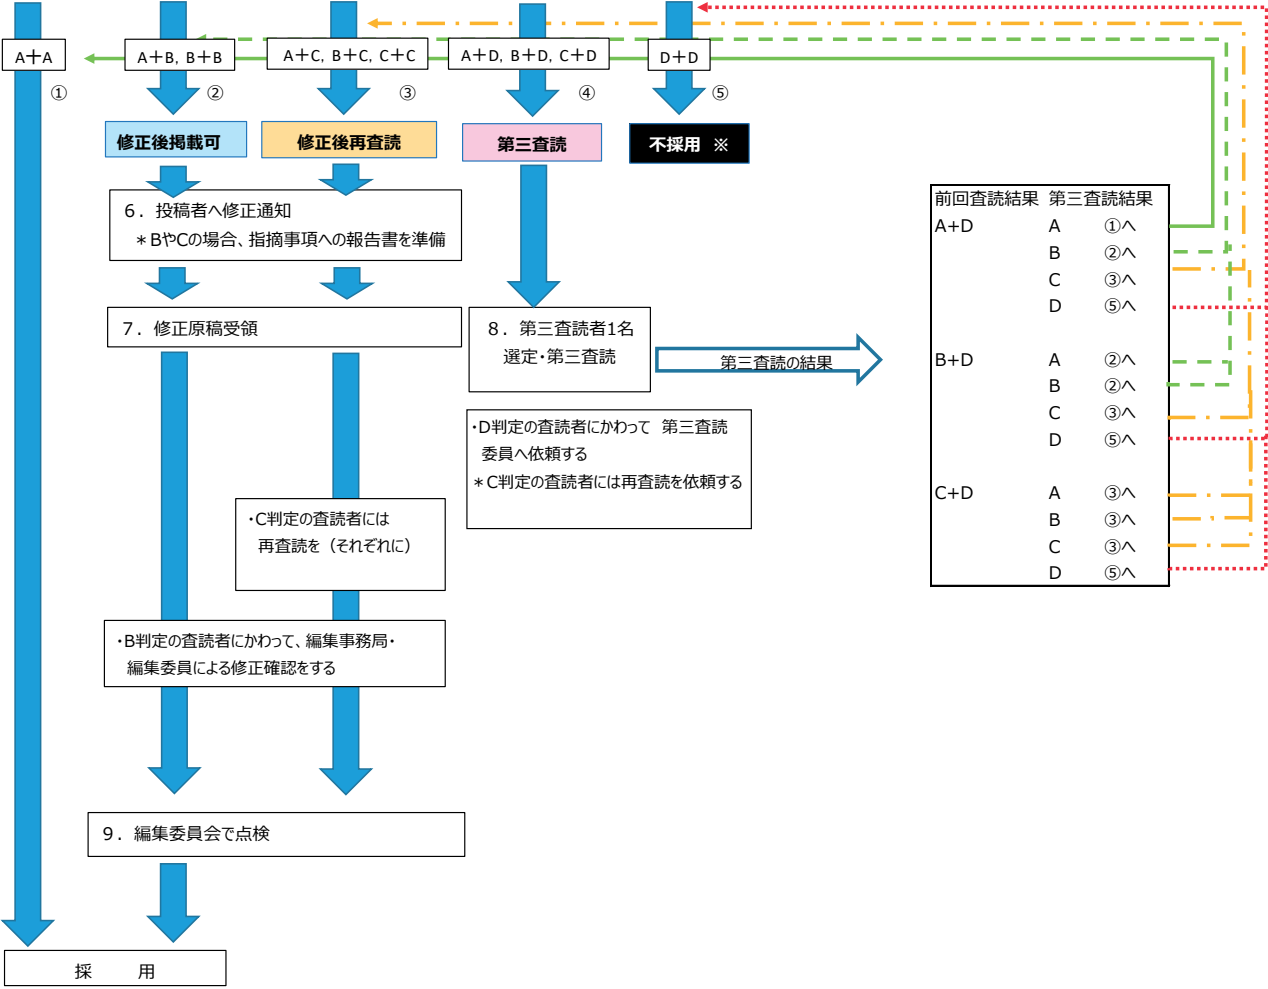 A+A
A+B, B+B
A+C, B+C, C+C
A+D, B+D, C+D
D+D
①
②
③
④
⑤
修正後掲載可
修正後再査読
第三査読
不採用 ※
6．投稿者へ修正通知
＊BやCの場合、指摘事項への報告書を準備
7．修正原稿受領
8．第三査読者1名
選定・第三査読
第三査読の結果
・D判定の査読者にかわって 第三査読
委員へ依頼する
＊C判定の査読者には再査読を依頼する
・C判定の査読者には
再査読を（それぞれに）
・B判定の査読者にかわって、編集事務局・
編集委員による修正確認をする
9．編集委員会で点検
採 用
前回査読結果 第三査読結果
A+D A ①へ
B ②へ
C ③へ
D ⑤へ
B+D A ②へ
B ②へ
C ③へ
D ⑤へ
C+D A ③へ
B ③へ
C ③へ
D ⑤へ